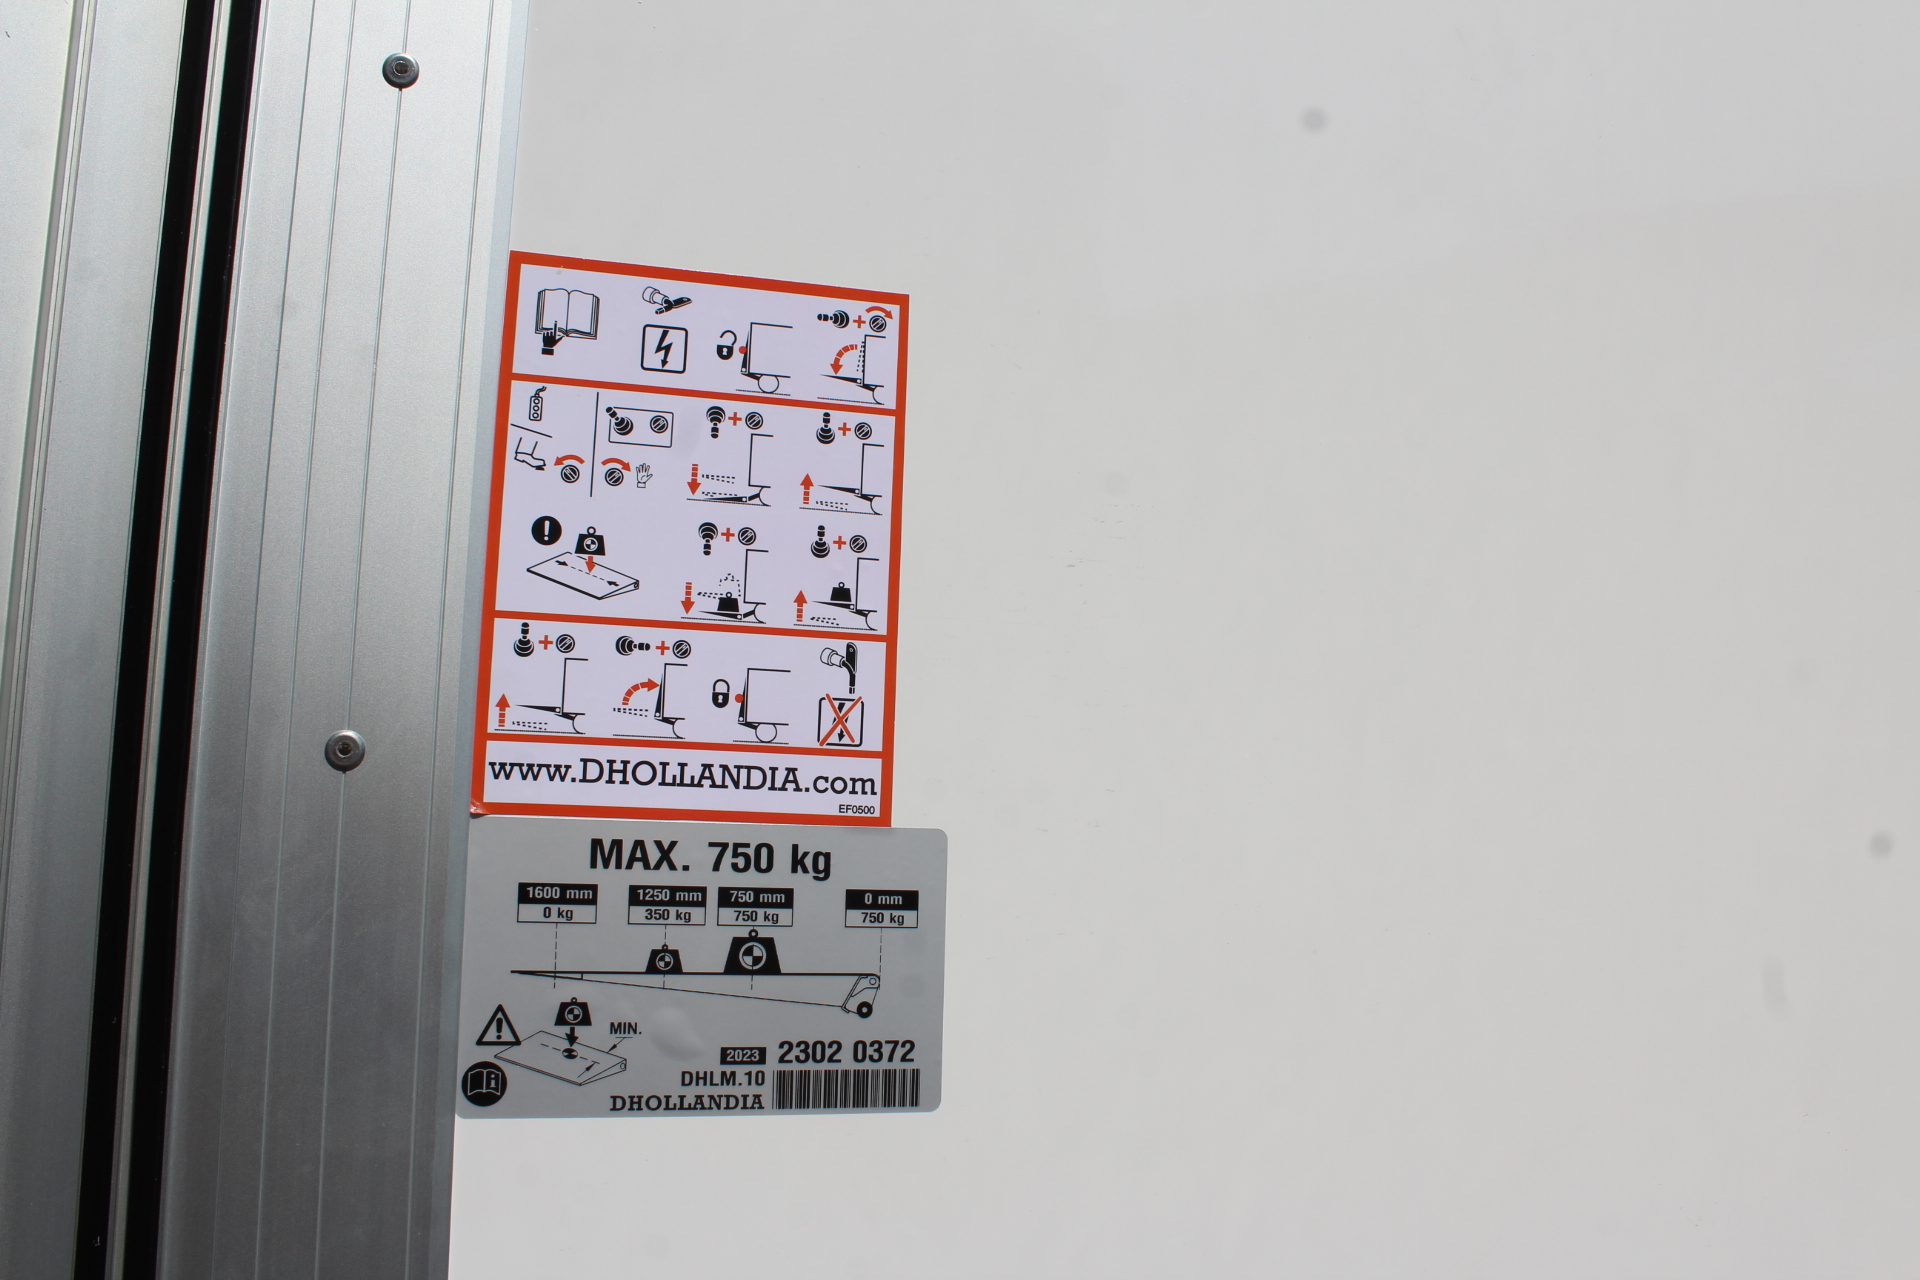 www.DHOLLANDIA.com
EF0500
MAX. 750 kg
1600 mm 1250 mm 750 mm 0 mm
0 kg 350 kg 750 kg 750 kg
MIN.
2023 2302 0372
DHLM.10
DHOLLANDIA